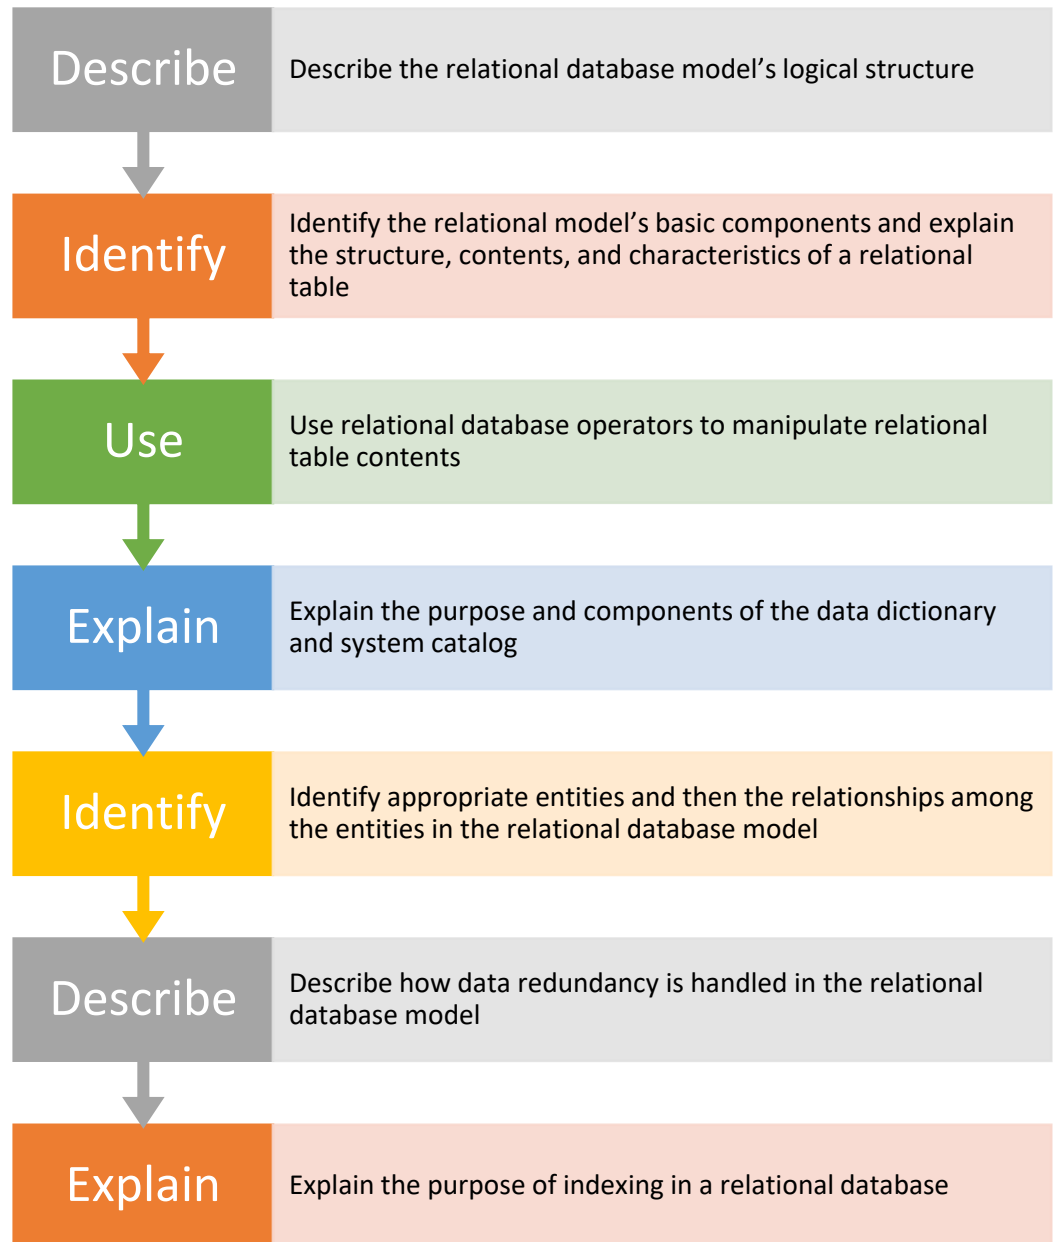 Describe
Describe the relational database model’s logical structure
Identify
Identify the relational model’s basic components and explain
the structure, contents, and characteristics of a relational
table
Use
Use relational database operators to manipulate relational
table contents
Explain
Explain the purpose and components of the data dictionary
and system catalog
Identify
Identify appropriate entities and then the relationships among
the entities in the relational database model
Describe
Describe how data redundancy is handled in the relational
database model
Explain
Explain the purpose of indexing in a relational database